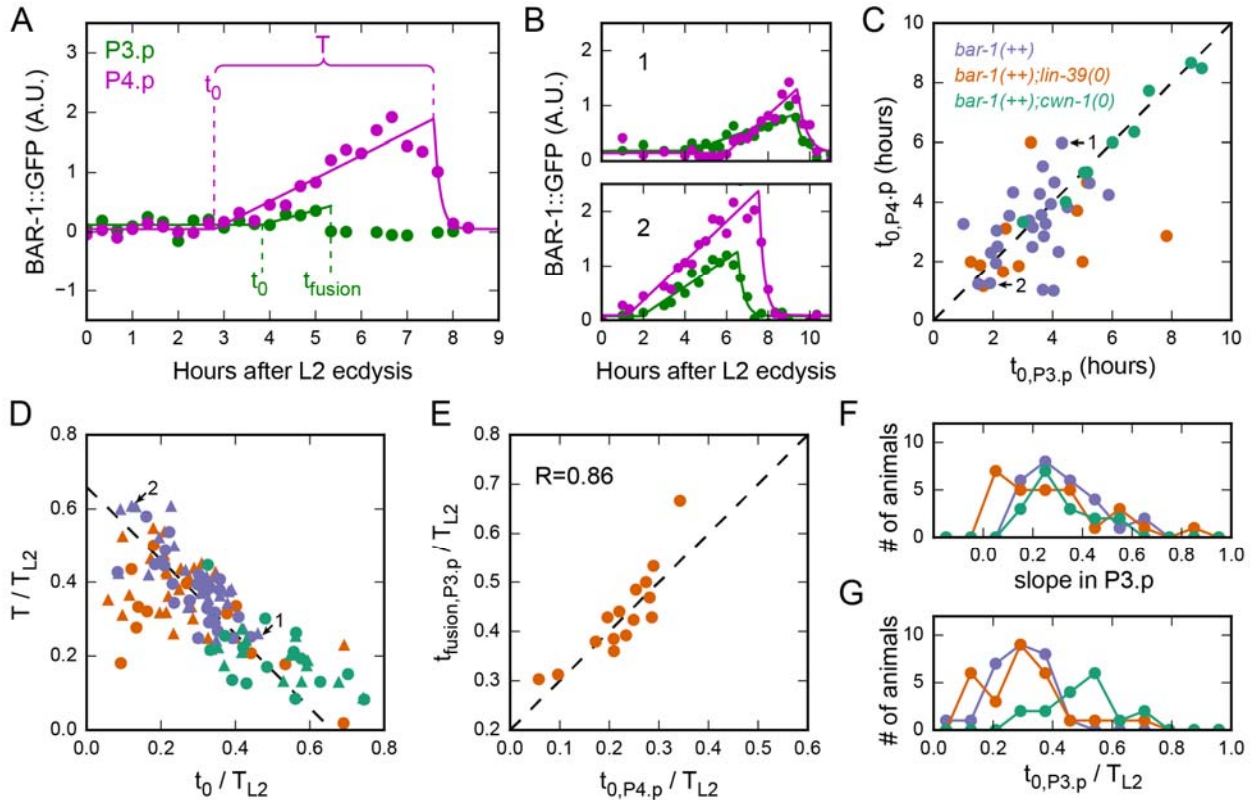 A
P3.p
P4.p
T
t0
t0
tfusion
3
2
1
0
−1
BAR-1::GFP (A.U.)
0 1 2 3 4 5 6 7 8 9
Hours after L2 ecdysis
B
1
2
1
0
2
2
1
0
BAR-1::GFP (A.U.)
0 2 4 6 8 10
Hours after L2 ecdysis
C
bar-1(++)
bar-1(++);lin-39(0)
bar-1(++);cwn-1(0)
1
2
10
8
6
4
2
0
t0,P4.p (hours)
0 2 4 6 8 10
t0,P3.p (hours)
D
2
1
0.8
0.6
0.4
0.2
0.0
T / TL2
0.0 0.2 0.4 0.6 0.8
t0 / TL2
E
R=0.86
0.8
0.7
0.6
0.5
0.4
0.3
0.2
tfusion,P3.p / TL2
0.0 0.1 0.2 0.3 0.4 0.5 0.6
t0,P4.p / TL2
F
10
5
0
# of animals
0.0 0.2 0.4 0.6 0.8 1.0
slope in P3.p
G
10
5
0
# of animals
0.0 0.2 0.4 0.6 0.8 1.0
t0,P3.p / TL2